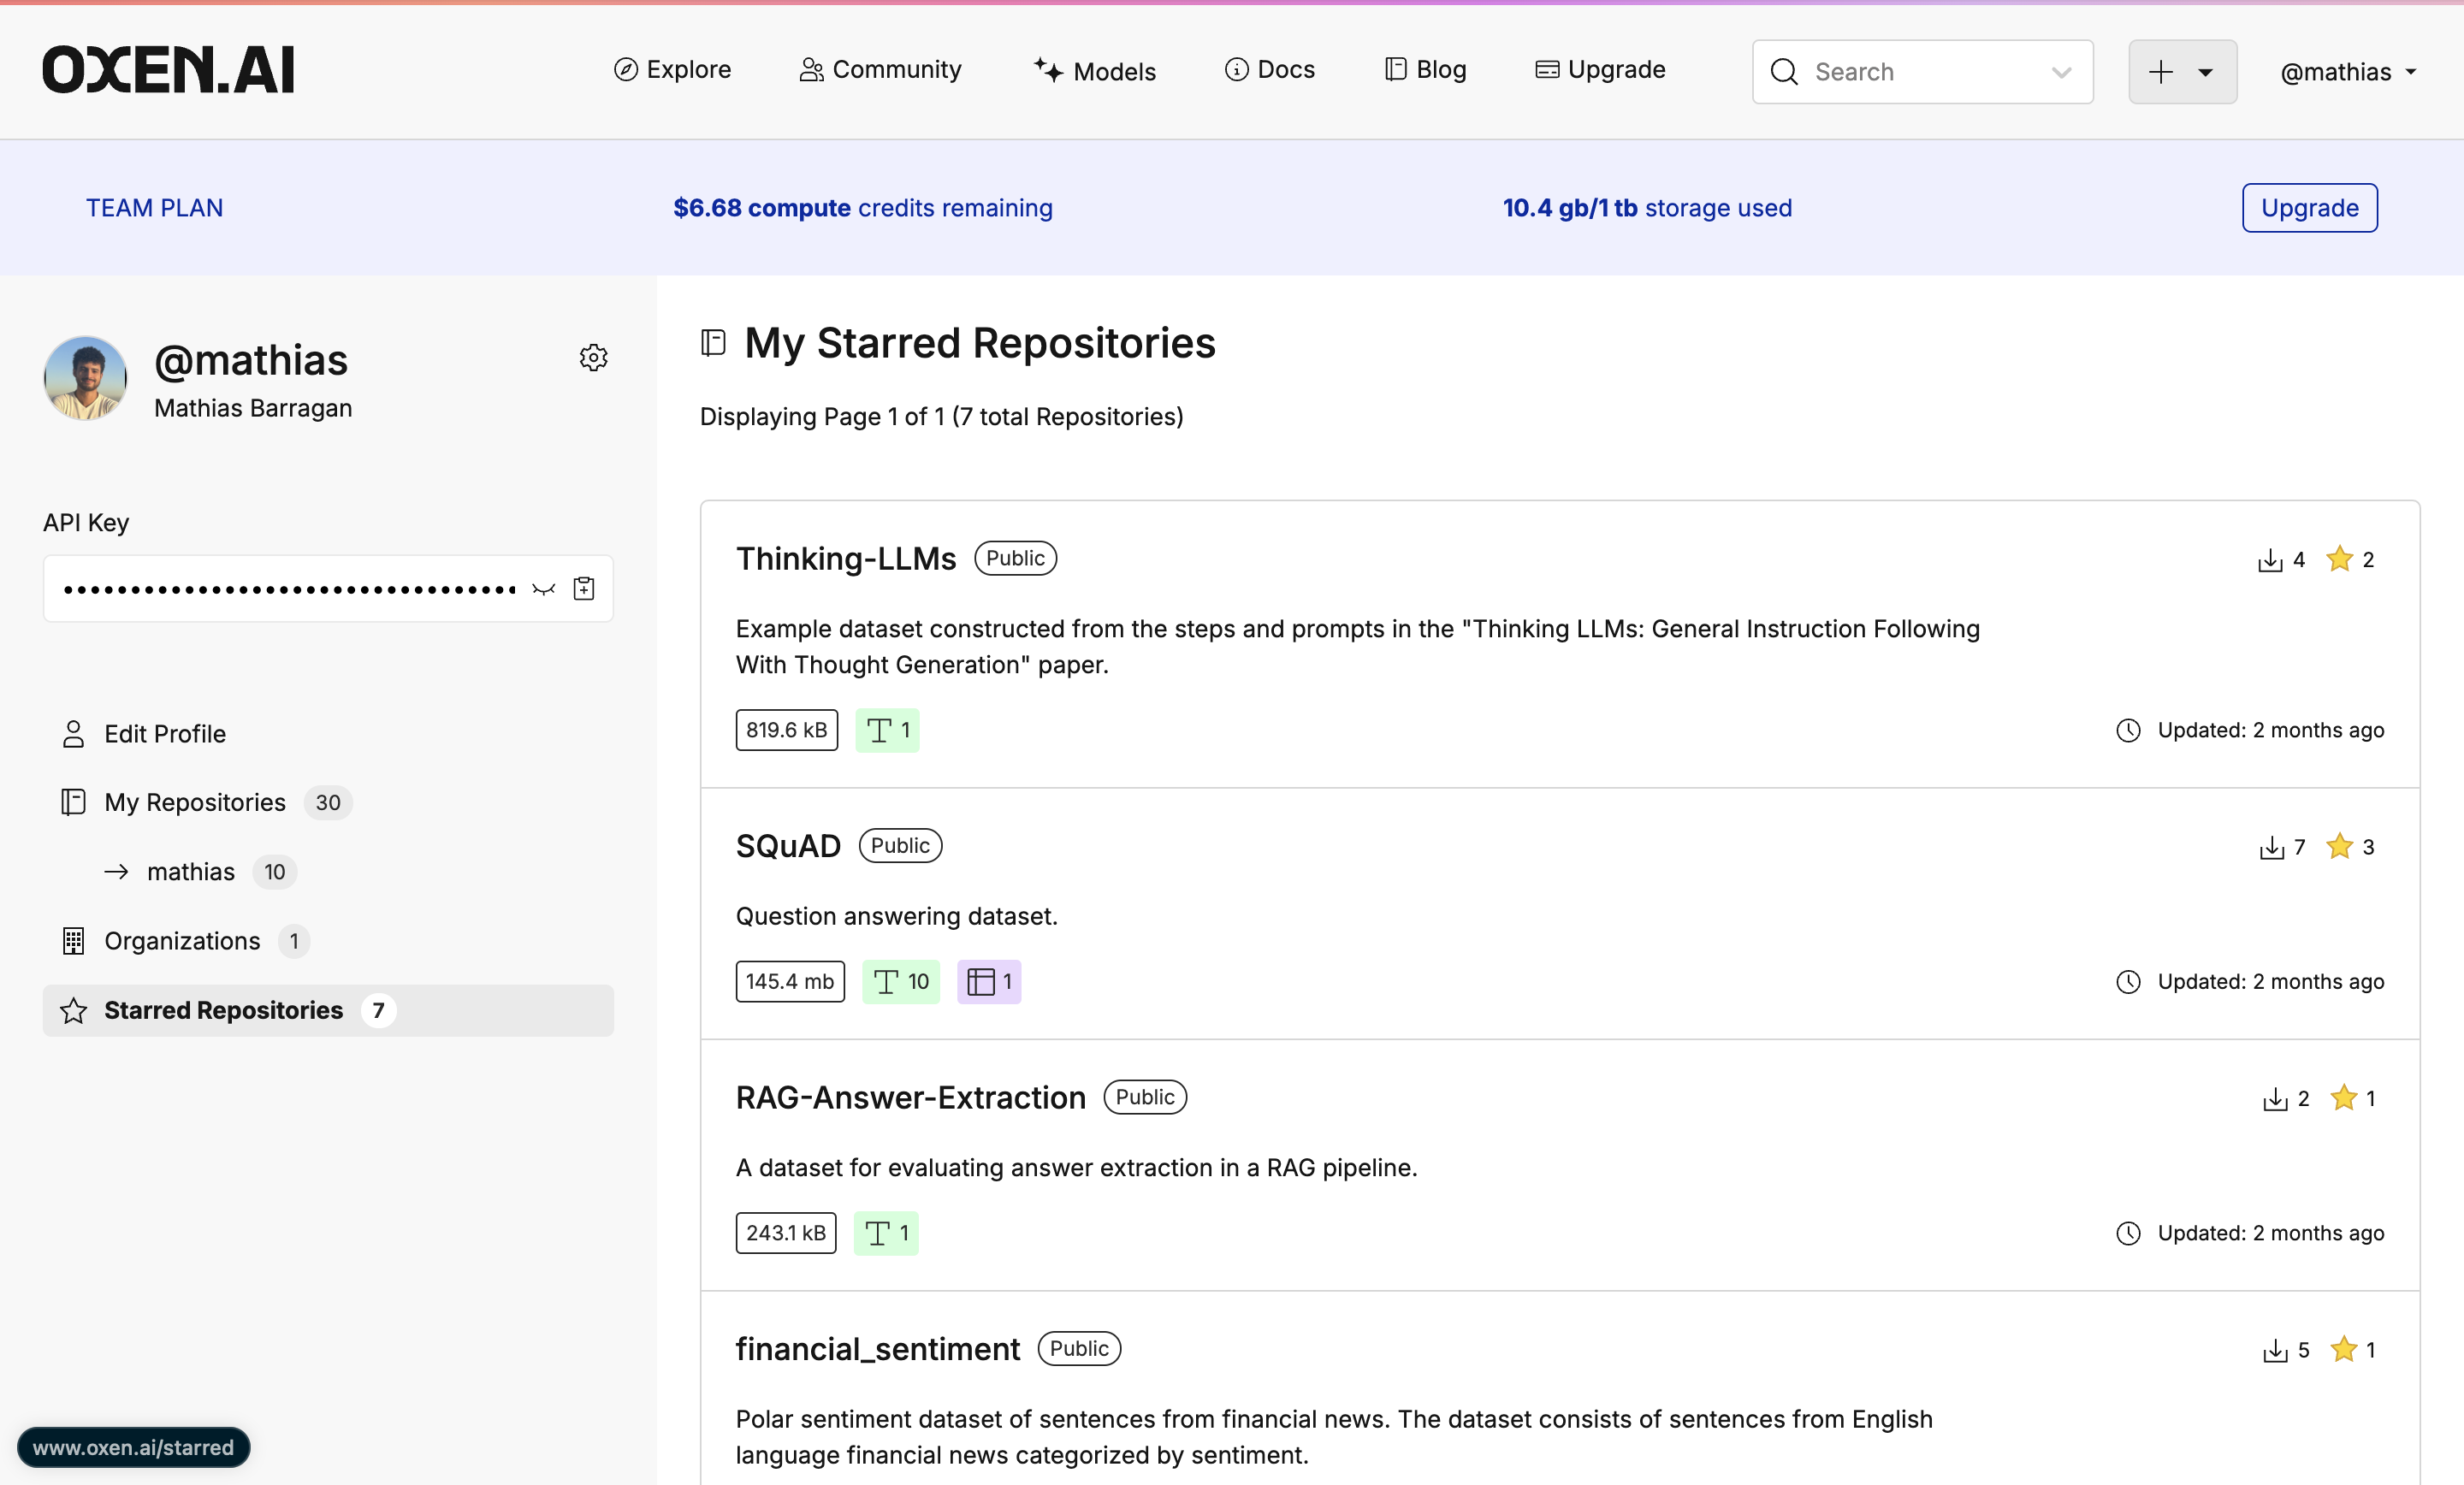 OXEN.AI
Explore
Community
Models
Docs
Blog
Upgrade
Search
@mathias
TEAM PLAN
$6.68 compute credits remaining
10.4 gb/1 tb storage used
Upgrade
@mathias
Mathias Barragan
API Key
Edit Profile
My Repositories 30
mathias 10
Organizations 1
Starred Repositories 7
My Starred Repositories
Displaying Page 1 of 1 (7 total Repositories)
Thinking-LLMs Public 4 2
Example dataset constructed from the steps and prompts in the "Thinking LLMs: General Instruction Following
With Thought Generation" paper.
819.6 kB 1 Updated: 2 months ago
SQuAD Public 7 3
Question answering dataset.
145.4 mb 10 1 Updated: 2 months ago
RAG-Answer-Extraction Public 2 1
A dataset for evaluating answer extraction in a RAG pipeline.
243.1 kB 1 Updated: 2 months ago
financial_sentiment Public 5 1
Polar sentiment dataset of sentences from financial news. The dataset consists of sentences from English
language financial news categorized by sentiment.
www.oxen.ai/starred